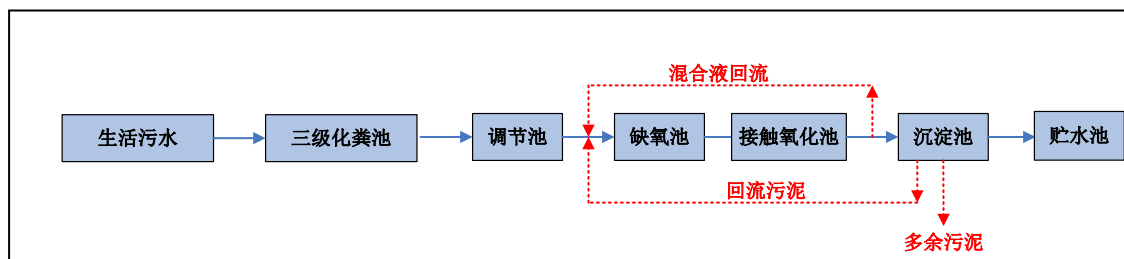 混合液回流
生活污水
三级化粪池
调节池
缺氧池
接触氧化池
沉淀池
贮水池
回流污泥
多余污泥